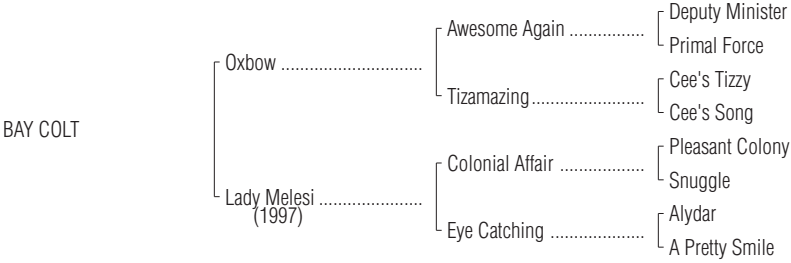 Deputy Minister
Awesome Again ................
Primal Force
Oxbow ............................
Cee's Tizzy
Tizamazing.......................
Cee's Song
BAY COLT
Pleasant Colony
Colonial Affair .................
Snuggle
Lady Melesi .....................
(1997)
Alydar
Eye Catching ...................
A Pretty Smile